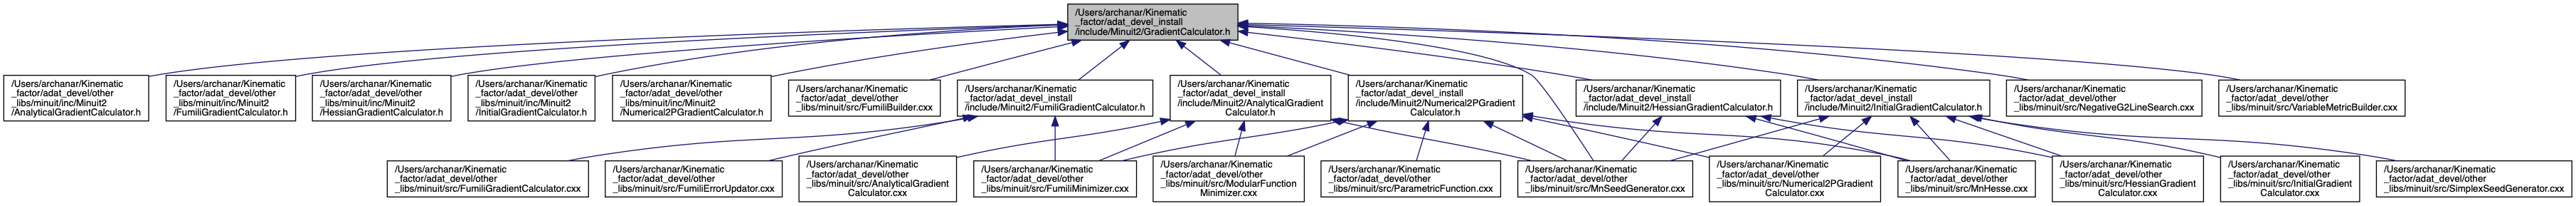 /Users/archanar/Kinematic
_factor/adat_devel_install
/include/Minuit2/GradientCalculator.h
/Users/archanar/Kinematic
_factor/adat_devel/other
_libs/minuit/inc/Minuit2
/AnalyticalGradientCalculator.h
/Users/archanar/Kinematic
_factor/adat_devel/other
_libs/minuit/inc/Minuit2
/FumiliGradientCalculator.h
/Users/archanar/Kinematic
_factor/adat_devel/other
_libs/minuit/inc/Minuit2
/HessianGradientCalculator.h
/Users/archanar/Kinematic
_factor/adat_devel/other
_libs/minuit/inc/Minuit2
/InitialGradientCalculator.h
/Users/archanar/Kinematic
_factor/adat_devel/other
_libs/minuit/inc/Minuit2
/Numerical2PGradientCalculator.h
/Users/archanar/Kinematic
_factor/adat_devel/other
_libs/minuit/src/FumiliBuilder.cxx
/Users/archanar/Kinematic
_factor/adat_devel_install
/include/Minuit2/FumiliGradientCalculator.h
/Users/archanar/Kinematic
_factor/adat_devel_install
/include/Minuit2/AnalyticalGradient
Calculator.h
/Users/archanar/Kinematic
_factor/adat_devel_install
/include/Minuit2/Numerical2PGradient
Calculator.h
/Users/archanar/Kinematic
_factor/adat_devel_install
/include/Minuit2/HessianGradientCalculator.h
/Users/archanar/Kinematic
_factor/adat_devel_install
/include/Minuit2/InitialGradientCalculator.h
/Users/archanar/Kinematic
_factor/adat_devel/other
_libs/minuit/src/NegativeG2LineSearch.cxx
/Users/archanar/Kinematic
_factor/adat_devel/other
_libs/minuit/src/VariableMetricBuilder.cxx
/Users/archanar/Kinematic
_factor/adat_devel/other
_libs/minuit/src/FumiliGradientCalculator.cxx
/Users/archanar/Kinematic
_factor/adat_devel/other
_libs/minuit/src/FumiliErrorUpdator.cxx
/Users/archanar/Kinematic
_factor/adat_devel/other
_libs/minuit/src/AnalyticalGradient
Calculator.cxx
/Users/archanar/Kinematic
_factor/adat_devel/other
_libs/minuit/src/FumiliMinimizer.cxx
/Users/archanar/Kinematic
_factor/adat_devel/other
_libs/minuit/src/ModularFunction
Minimizer.cxx
/Users/archanar/Kinematic
_factor/adat_devel/other
_libs/minuit/src/ParametricFunction.cxx
/Users/archanar/Kinematic
_factor/adat_devel/other
_libs/minuit/src/MnSeedGenerator.cxx
/Users/archanar/Kinematic
_factor/adat_devel/other
_libs/minuit/src/Numerical2PGradient
Calculator.cxx
/Users/archanar/Kinematic
_factor/adat_devel/other
_libs/minuit/src/MnHesse.cxx
/Users/archanar/Kinematic
_factor/adat_devel/other
_libs/minuit/src/HessianGradient
Calculator.cxx
/Users/archanar/Kinematic
_factor/adat_devel/other
_libs/minuit/src/InitialGradient
Calculator.cxx
/Users/archanar/Kinematic
_factor/adat_devel/other
_libs/minuit/src/SimplexSeedGenerator.cxx